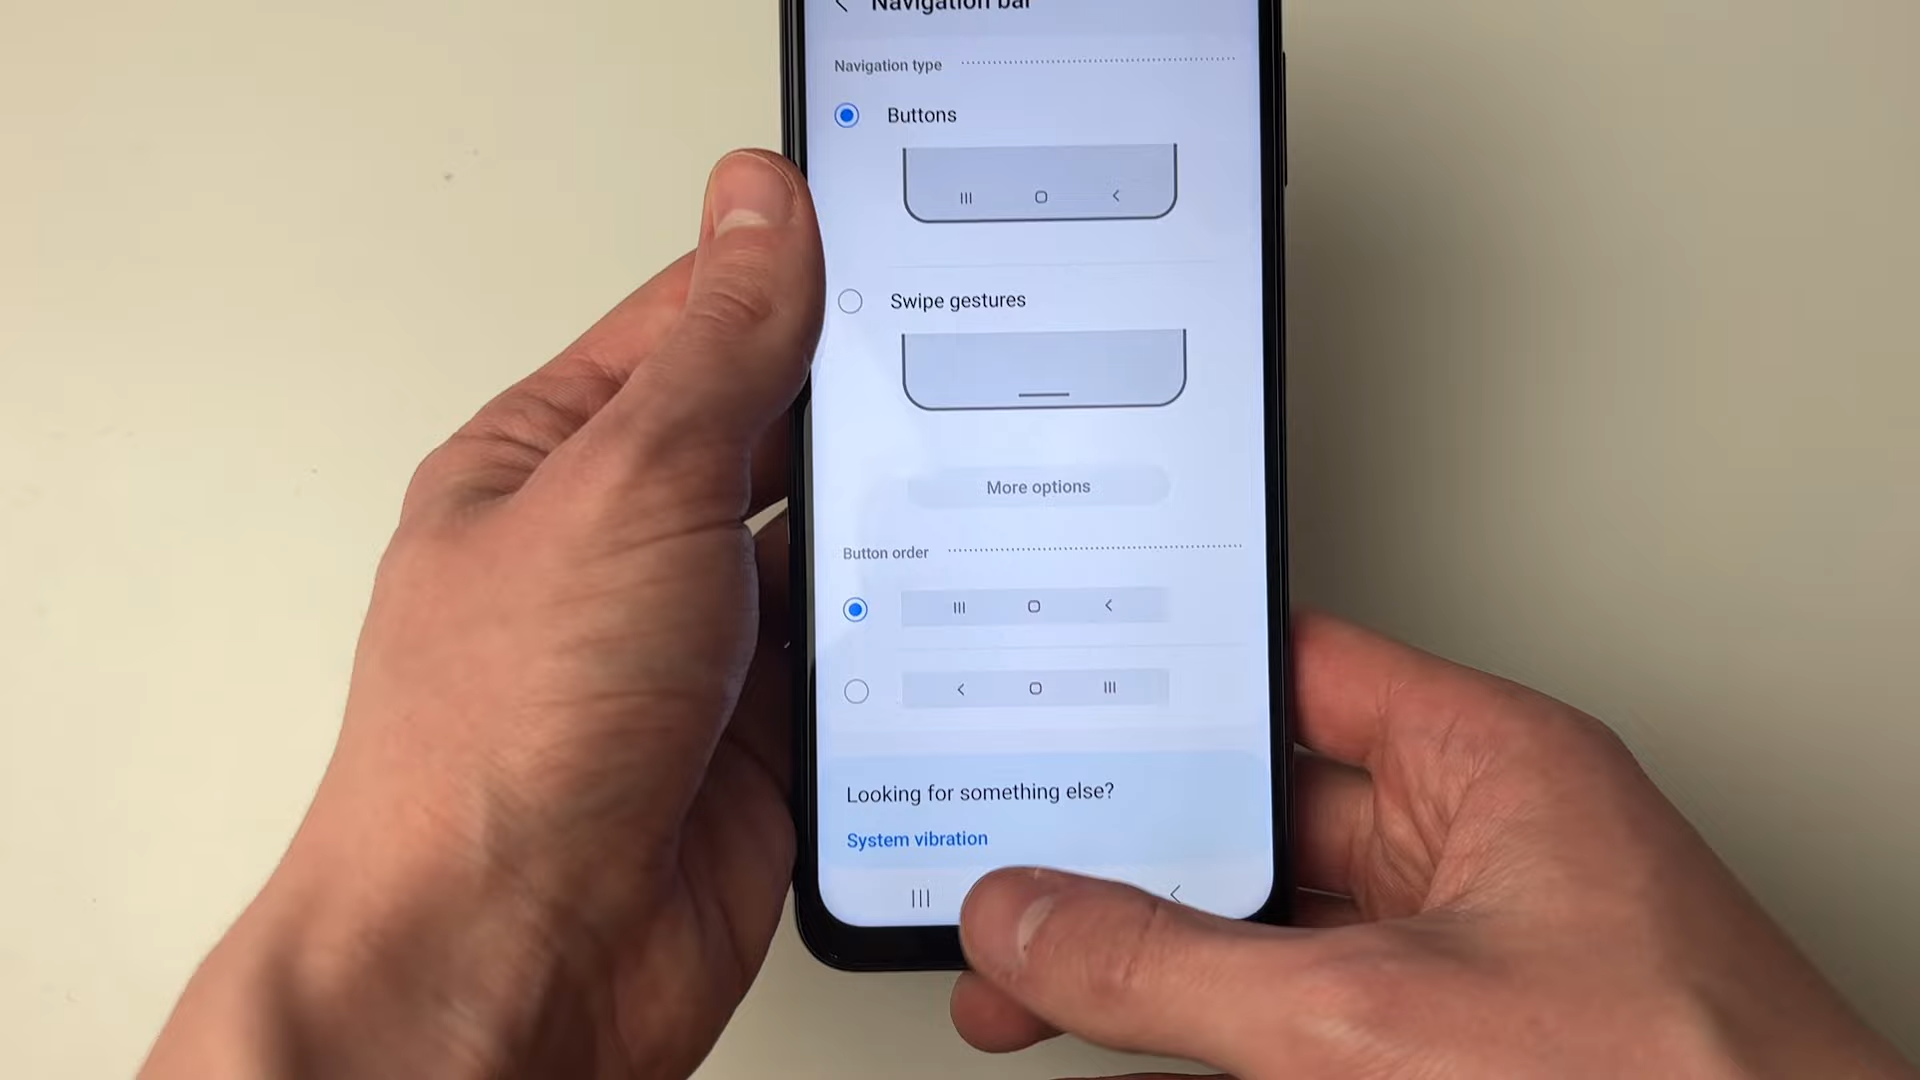 Navigation bar
Navigation type
Buttons
Swipe gestures
More options
Button order
Looking for something else?
System vibration